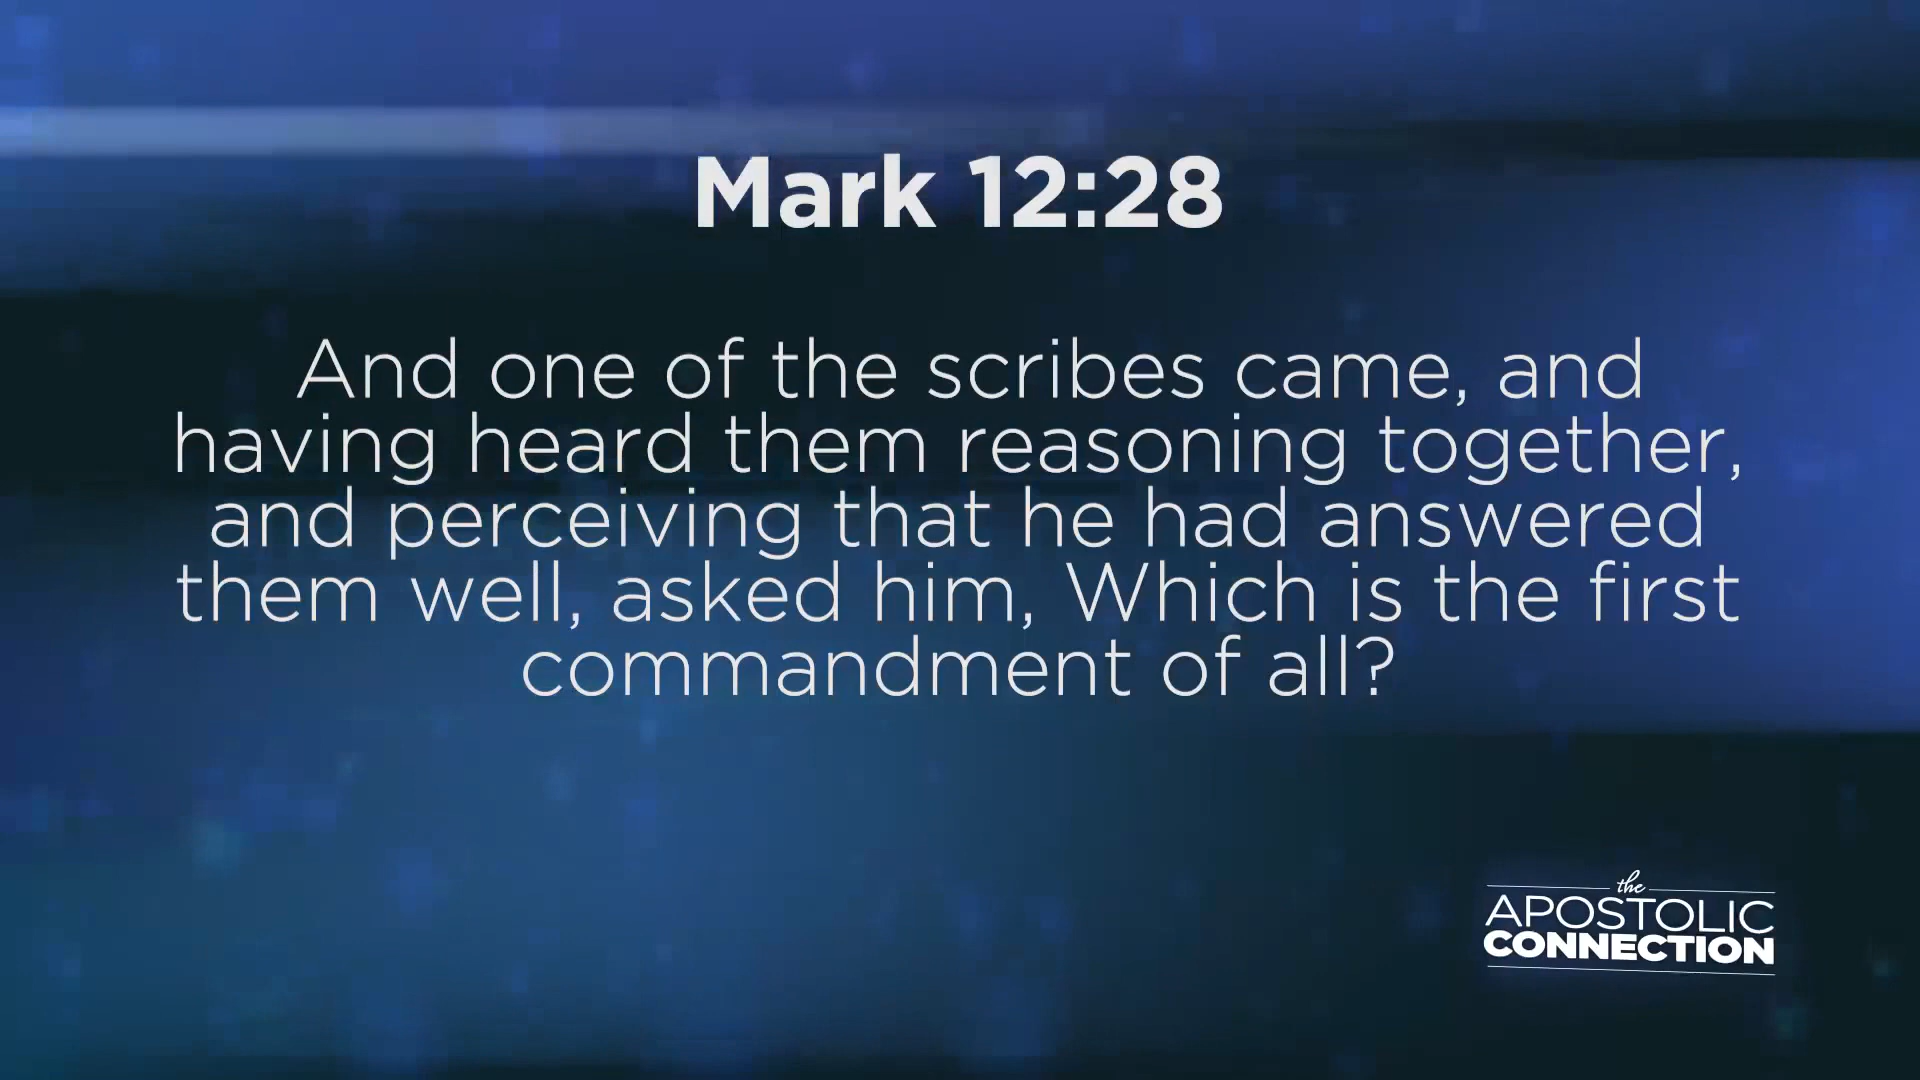 Mark 12:28
And one of the scribes came, and
having heard them reasoning together,
and perceiving that he had answered
them well, asked him, Which is the first
commandment of all?
the
APOSTOLIC
CONNECTION